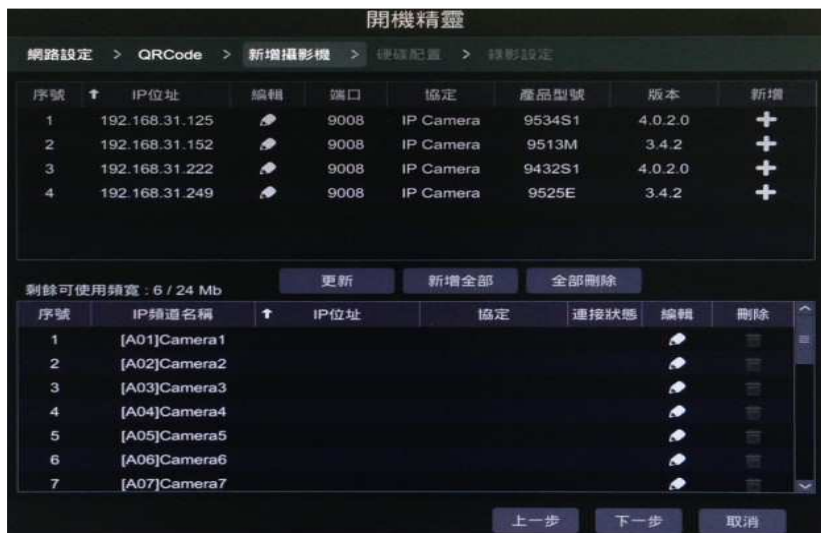 開機精靈
網路設定 > QRCode > 新增攝影機 > 硬碟配置 > 錄影設定
序號 IP位址 編輯 端口 協定 產品型號 版本 新增
1 192.168.31.125 9008 IP Camera 9534S1 4.0.2.0
2 192.168.31.152 9008 IP Camera 9513M 3.4.2
3 192.168.31.222 9008 IP Camera 9432S1 4.0.2.0
4 192.168.31.249 9008 IP Camera 9525E 3.4.2
剩餘可使用頻寬 : 6 / 24 Mb 更新 新增全部 全部刪除
序號 IP頻道名稱 IP位址 協定 連接狀態 編輯 刪除
1 [A01]Camera1
2 [A02]Camera2
3 [A03]Camera3
4 [A04]Camera4
5 [A05]Camera5
6 [A06]Camera6
7 [A07]Camera7
上一步 下一步 取消